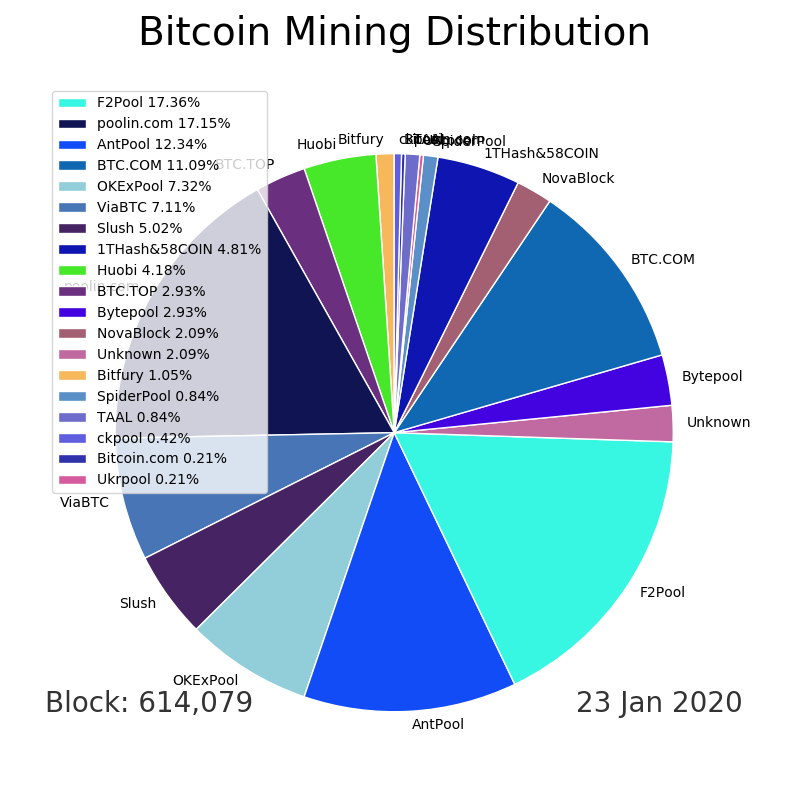 Bitcoin Mining Distribution
F2Pool 17.36%
poolin.com 17.15%
AntPool 12.34%
BTC.COM 11.09%
OKExPool 7.32%
ViaBTC 7.11%
Slush 5.02%
1THash&58COIN 4.81%
Huobi 4.18%
BTC.TOP 2.93%
Bytepool 2.93%
NovaBlock 2.09%
Unknown 2.09%
Bitfury 1.05%
SpiderPool 0.84%
TAAL 0.84%
ckpool 0.42%
Bitcoin.com 0.21%
Ukrpool 0.21%
BTC.TOP
Huobi
Bitfury
SpiderPool
1THash&58COIN
NovaBlock
BTC.COM
Bytepool
Unknown
F2Pool
AntPool
OKExPool
Slush
ViaBTC
poolin.com
Block: 614,079
23 Jan 2020